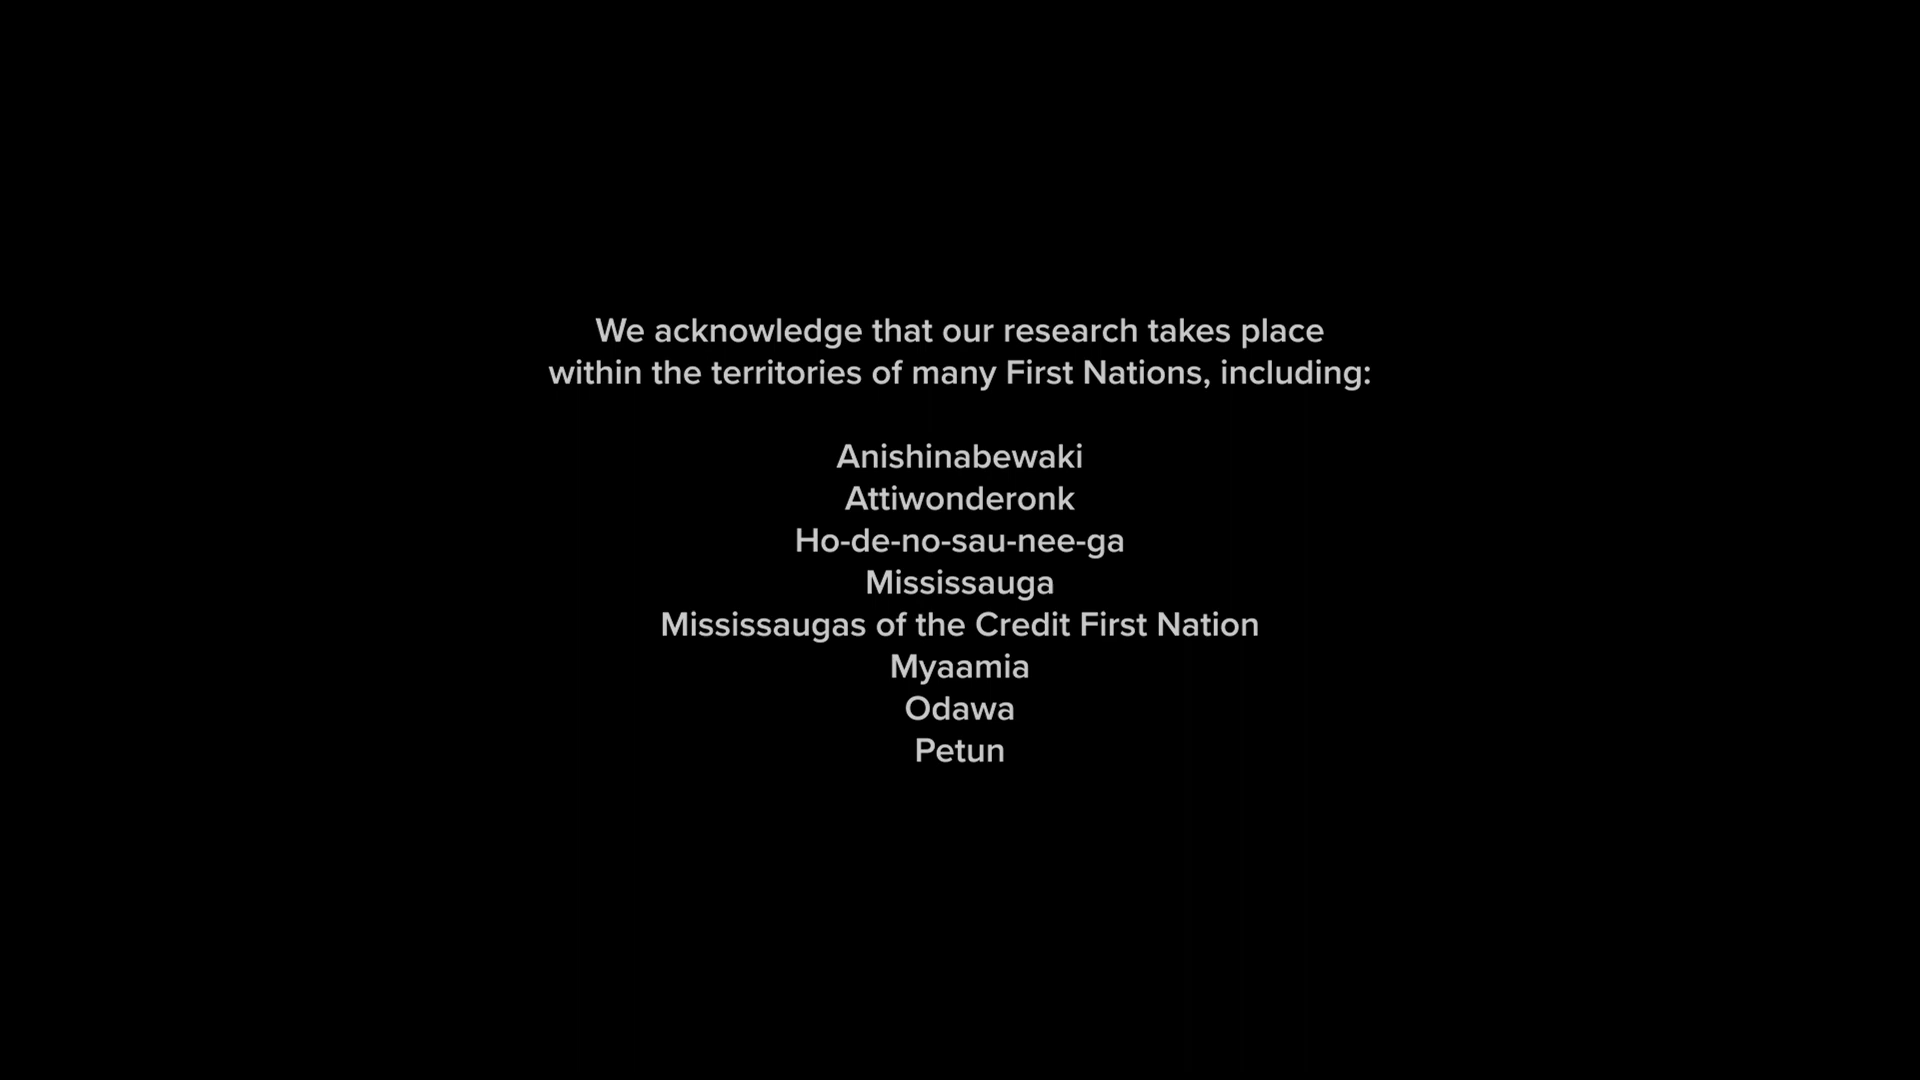 We acknowledge that our research takes place
within the territories of many First Nations, including:
Anishinabewaki
Attiwonderonk
Ho-de-no-sau-nee-ga
Mississauga
Mississaugas of the Credit First Nation
Myaamia
Odawa
Petun